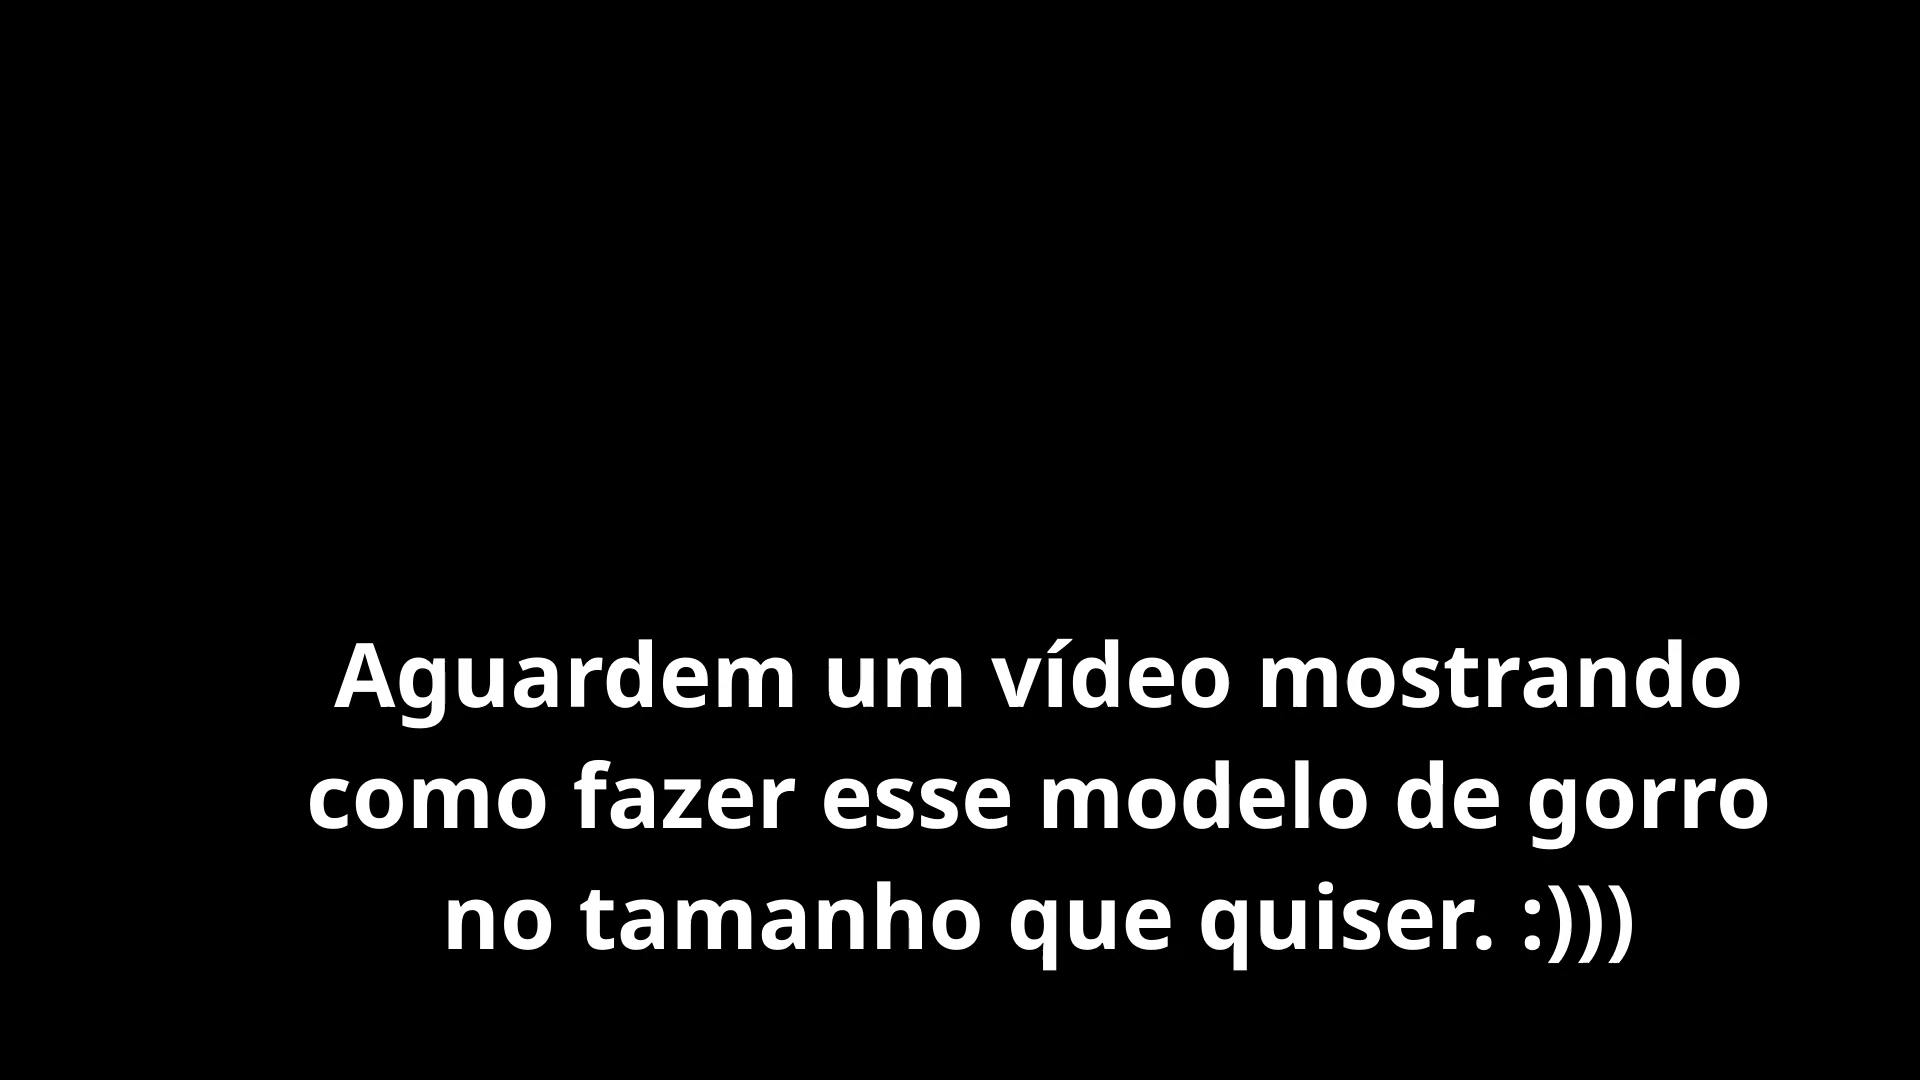 Aguardem um vídeo mostrando
como fazer esse modelo de gorro
no tamanho que quiser. :)))